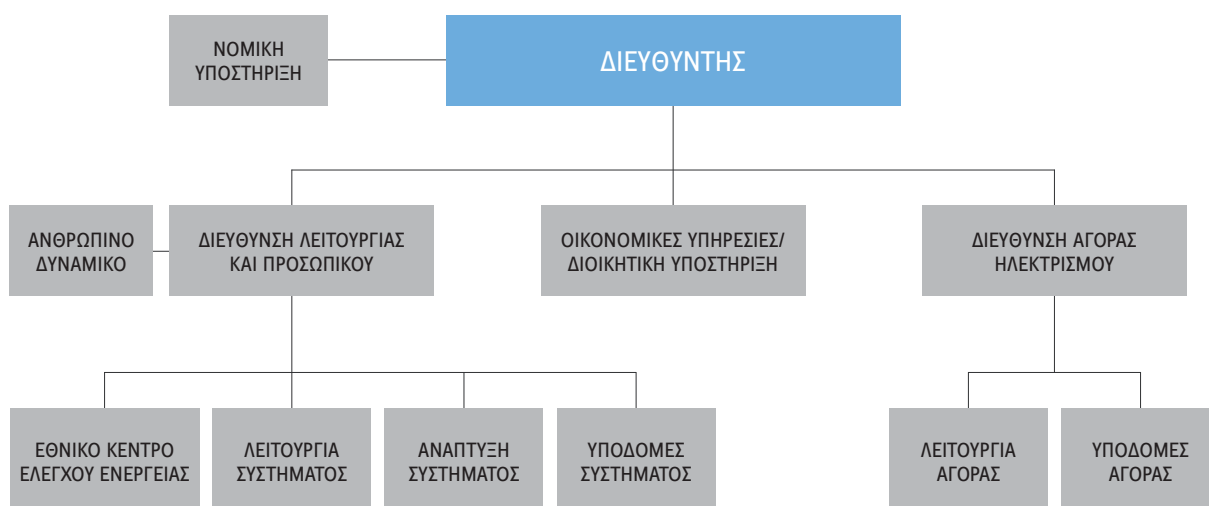 ΝΟΜΙΚΗ
ΥΠΟΣΤΗΡΙΞΗ
ΔΙΕΥΘΥΝΤΗΣ
ΑΝΘΡΩΠΙΝΟ
ΔΥΝΑΜΙΚΟ
ΔΙΕΥΘΥΝΣΗ ΛΕΙΤΟΥΡΓΙΑΣ
ΚΑΙ ΠΡΟΣΩΠΙΚΟΥ
ΟΙΚΟΝΟΜΙΚΕΣ ΥΠΗΡΕΣΙΕΣ/
ΔΙΟΙΚΗΤΙΚΗ ΥΠΟΣΤΗΡΙΞΗ
ΔΙΕΥΘΥΝΣΗ ΑΓΟΡΑΣ
ΗΛΕΚΤΡΙΣΜΟΥ
ΕΘΝΙΚΟ ΚΕΝΤΡΟ
ΕΛΕΓΧΟΥ ΕΝΕΡΓΕΙΑΣ
ΛΕΙΤΟΥΡΓΙΑ
ΣΥΣΤΗΜΑΤΟΣ
ΑΝΑΠΤΥΞΗ
ΣΥΣΤΗΜΑΤΟΣ
ΥΠΟΔΟΜΕΣ
ΣΥΣΤΗΜΑΤΟΣ
ΛΕΙΤΟΥΡΓΙΑ
ΑΓΟΡΑΣ
ΥΠΟΔΟΜΕΣ
ΑΓΟΡΑΣ